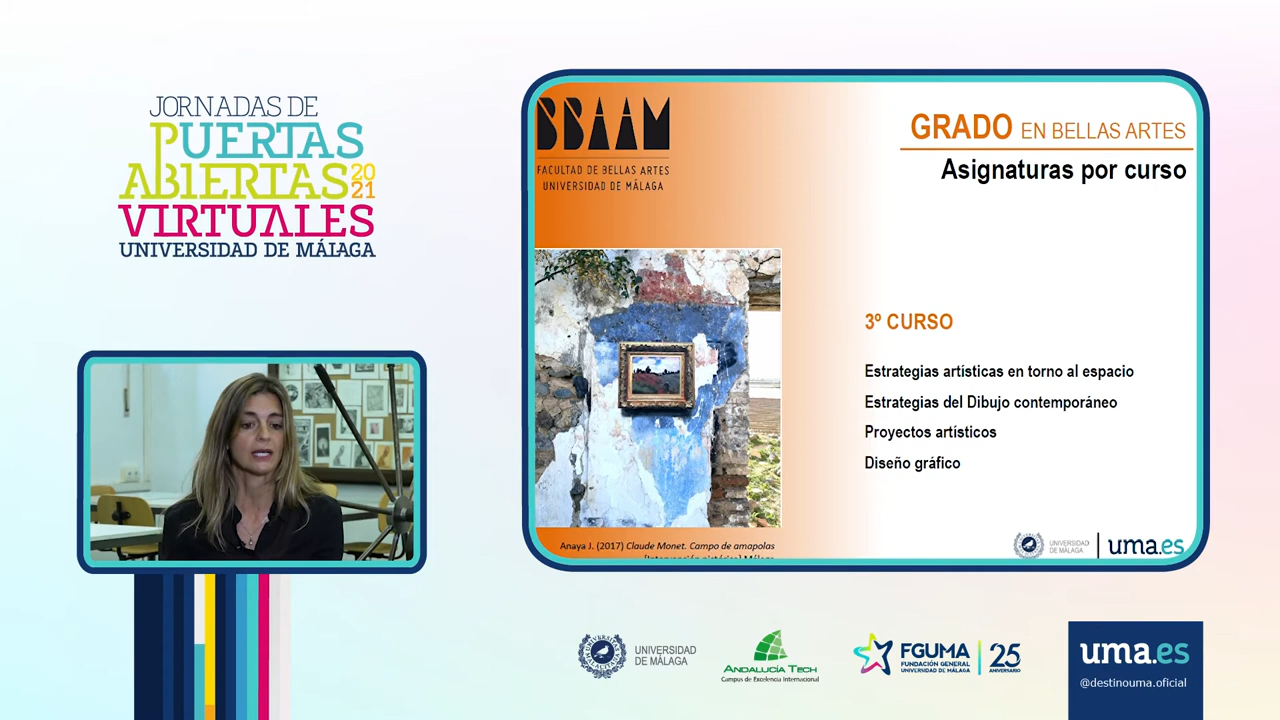 JORNADAS DE
PUERTAS
ABIERTAS 2021
VIRTUALES
UNIVERSIDAD DE MÁLAGA
BBAAM
FACULTAD DE BELLAS ARTES
UNIVERSIDAD DE MÁLAGA
GRADO EN BELLAS ARTES
Asignaturas por curso
3º CURSO
Estrategias artísticas en torno al espacio
Estrategias del Dibujo contemporáneo
Proyectos artísticos
Diseño gráfico
Anaya J. (2017) Claude Monet. Campo de amapolas
UNIVERSIDAD
DE MÁLAGA
uma.es
UNIVERSIDAD
DE MÁLAGA
ANDALUCÍA TECH
Campus de Excelencia Internacional
FGUMA
FUNDACIÓN GENERAL
UNIVERSIDAD DE MÁLAGA
25
ANIVERSARIO
uma.es
@destinouma.oficial